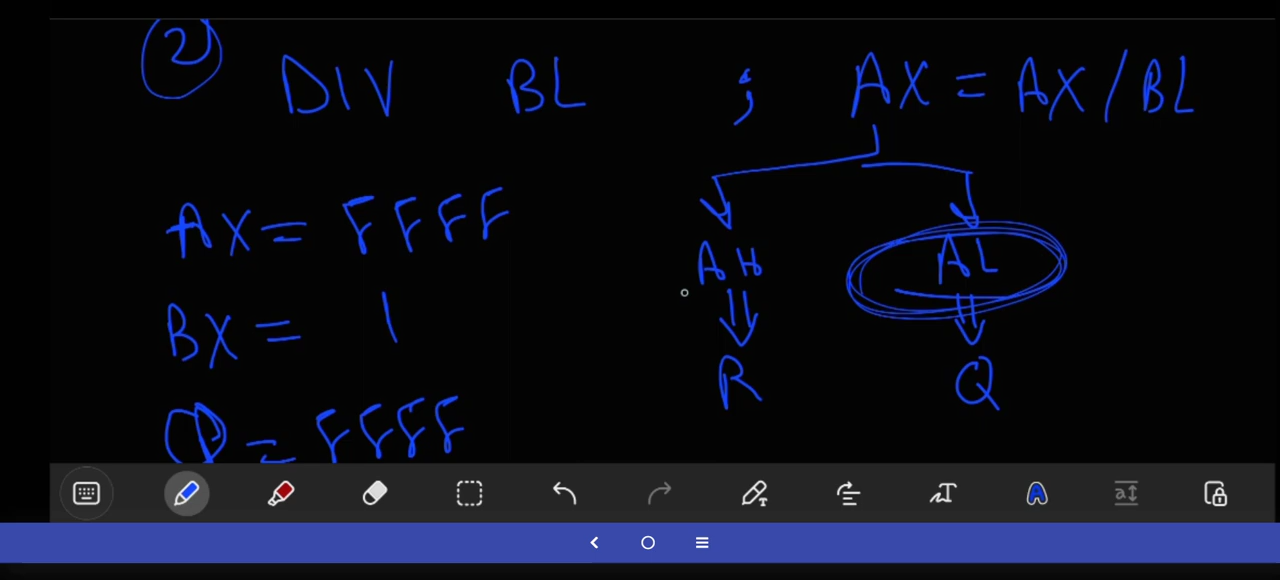 2
DIV BL ; AX = AX/BL
AX = FFFF
AH AL
BX = 1
R Q
Q = FFFF